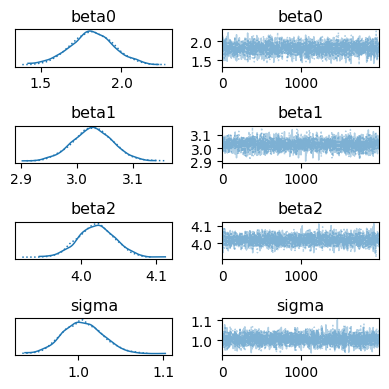 beta0 beta0
2.0
1.5
1.5 2.0 0 1000
beta1 beta1
3.1
3.0
2.9
2.9 3.0 3.1 0 1000
beta2 beta2
4.1
4.0
4.0 4.1 0 1000
sigma sigma
1.1
1.0
1.0 1.1 0 1000